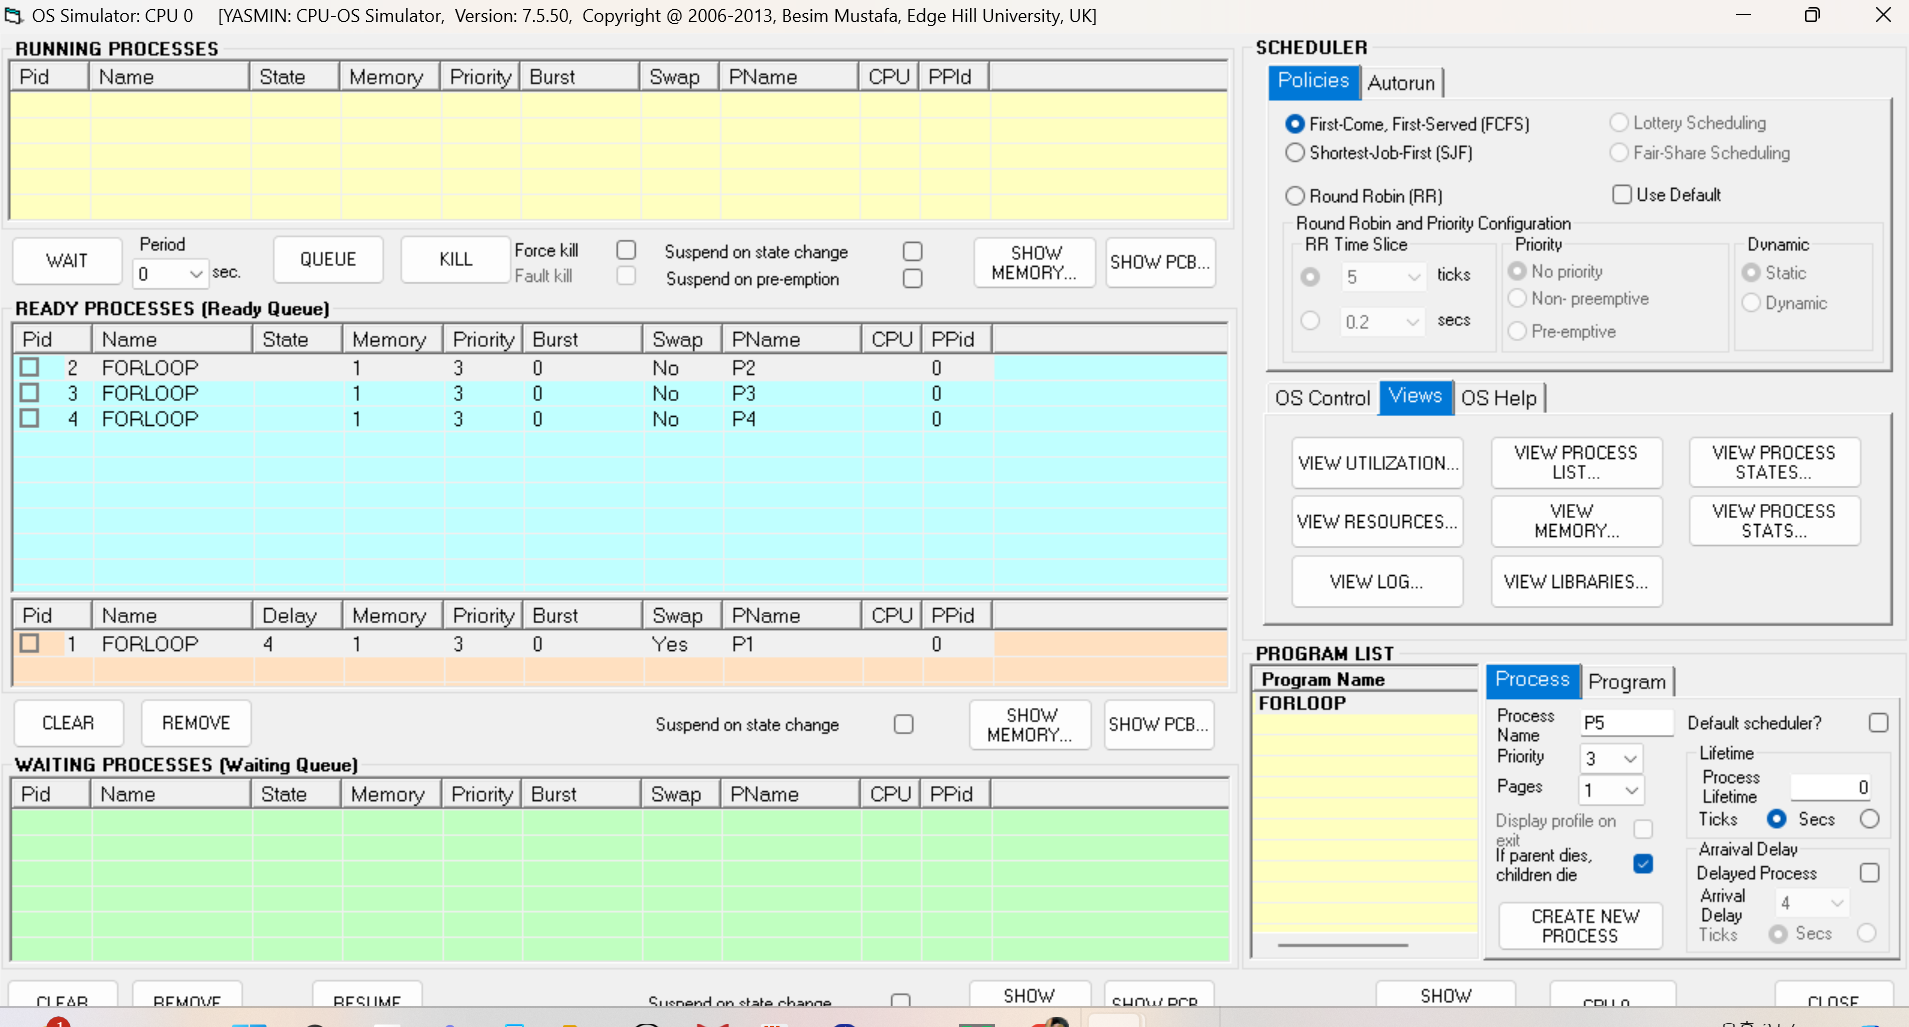 OS Simulator: CPU 0 [YASMIN: CPU-OS Simulator, Version: 7.5.50, Copyright @ 2006-2013, Besim Mustafa, Edge Hill University, UK]
RUNNING PROCESSES
Pid Name State Memory Priority Burst Swap PName CPU PPId
WAIT
Period
0 sec.
QUEUE
KILL
Force kill
Fault kill
Suspend on state change
Suspend on pre-emption
SHOW
MEMORY...
SHOW PCB...
READY PROCESSES (Ready Queue)
Pid Name State Memory Priority Burst Swap PName CPU PPid
2 FORLOOP 1 3 0 No P2 0
3 FORLOOP 1 3 0 No P3 0
4 FORLOOP 1 3 0 No P4 0
Pid Name Delay Memory Priority Burst Swap PName CPU PPid
1 FORLOOP 4 1 3 0 Yes P1 0
CLEAR
REMOVE
Suspend on state change
SHOW
MEMORY...
SHOW PCB...
WAITING PROCESSES (Waiting Queue)
Pid Name State Memory Priority Burst Swap PName CPU PPid
CLEAR
REMOVE
RESUME
Suspend on state change
SHOW
SHOW PCB
SCHEDULER
Policies Autorun
First-Come, First-Served (FCFS)
Lottery Scheduling
Shortest-Job-First (SJF)
Fair-Share Scheduling
Round Robin (RR)
Use Default
Round Robin and Priority Configuration
RR Time Slice
5 ticks
0.2 secs
Priority
No priority
Non- preemptive
Pre-emptive
Dynamic
Static
Dynamic
OS Control Views OS Help
VIEW UTILIZATION...
VIEW PROCESS
LIST...
VIEW PROCESS
STATES...
VIEW RESOURCES...
VIEW
MEMORY...
VIEW PROCESS
STATS...
VIEW LOG...
VIEW LIBRARIES...
PROGRAM LIST
Program Name
FORLOOP
Process Program
Process
Name
P5
Priority
3
Pages
1
Display profile on
exit
If parent dies,
children die
CREATE NEW
PROCESS
Default scheduler?
Lifetime
Process
Lifetime
0
Ticks Secs
Arraival Delay
Delayed Process
Arrival
Delay
4
Ticks Secs
SHOW
CPU 0
CLOSE
1